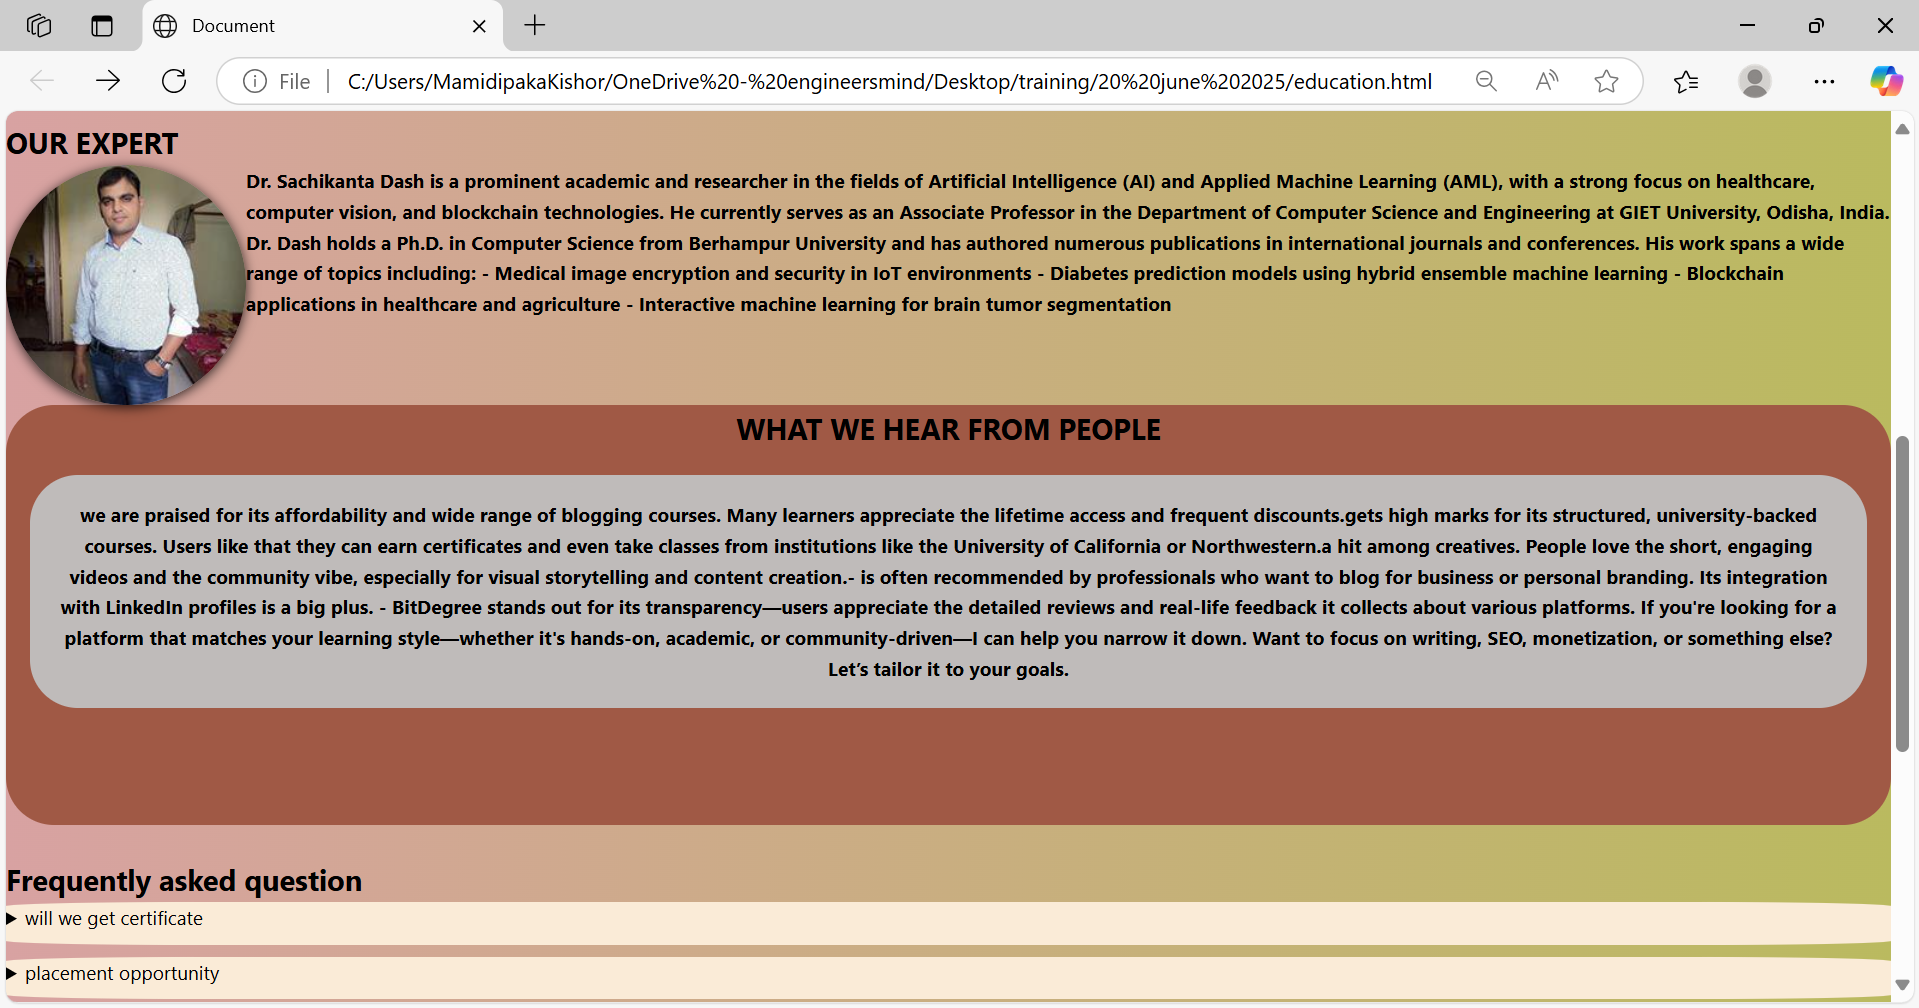 Document
File
C:/Users/MamidipakaKishor/OneDrive%20-%20engineersmind/Desktop/training/20%20june%202025/education.html
OUR EXPERT
Dr. Sachikanta Dash is a prominent academic and researcher in the fields of Artificial Intelligence (AI) and Applied Machine Learning (AML), with a strong focus on healthcare,
computer vision, and blockchain technologies. He currently serves as an Associate Professor in the Department of Computer Science and Engineering at GIET University, Odisha, India.
Dr. Dash holds a Ph.D. in Computer Science from Berhampur University and has authored numerous publications in international journals and conferences. His work spans a wide
range of topics including: - Medical image encryption and security in IoT environments - Diabetes prediction models using hybrid ensemble machine learning - Blockchain
applications in healthcare and agriculture - Interactive machine learning for brain tumor segmentation
WHAT WE HEAR FROM PEOPLE
we are praised for its affordability and wide range of blogging courses. Many learners appreciate the lifetime access and frequent discounts.gets high marks for its structured, university-backed
courses. Users like that they can earn certificates and even take classes from institutions like the University of California or Northwestern.a hit among creatives. People love the short, engaging
videos and the community vibe, especially for visual storytelling and content creation.- is often recommended by professionals who want to blog for business or personal branding. Its integration
with LinkedIn profiles is a big plus. - BitDegree stands out for its transparency—users appreciate the detailed reviews and real-life feedback it collects about various platforms. If you're looking for a
platform that matches your learning style—whether it's hands-on, academic, or community-driven—I can help you narrow it down. Want to focus on writing, SEO, monetization, or something else?
Let’s tailor it to your goals.
Frequently asked question
will we get certificate
placement opportunity